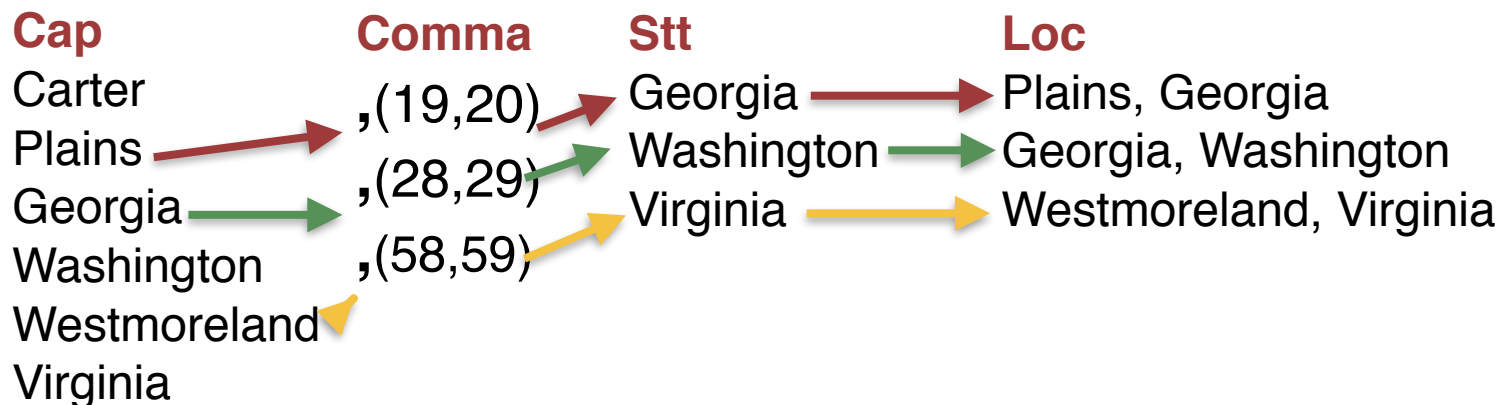 Cap Comma Stt Loc
Carter ,(19,20) Georgia Plains, Georgia
Plains ,(28,29) Washington Georgia, Washington
Georgia ,(58,59) Virginia Westmoreland, Virginia
Washington
Westmoreland
Virginia